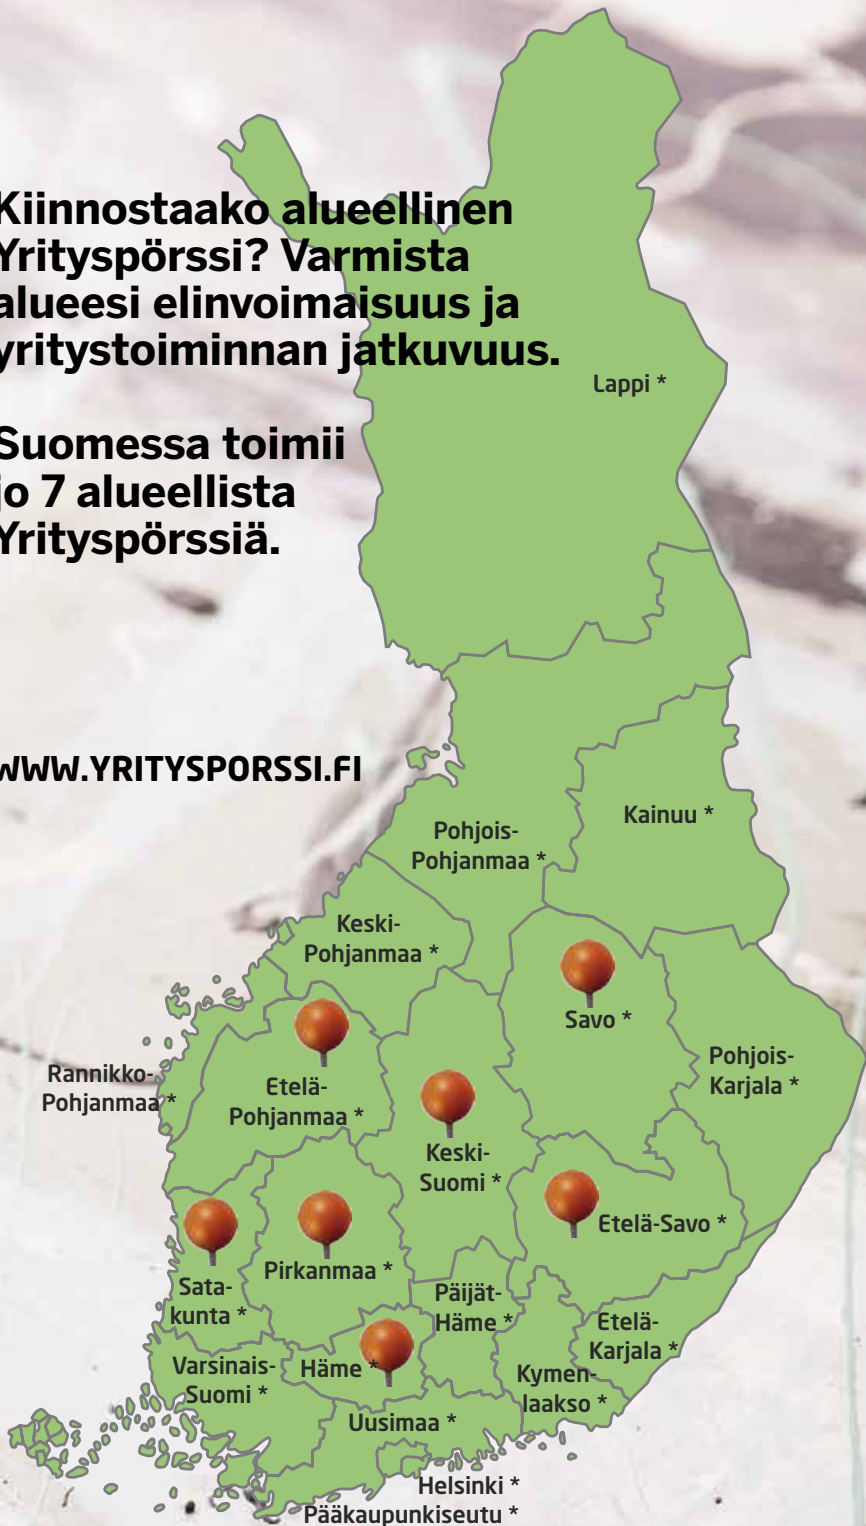 Kiinnostaako alueellinen
Yrityspörssi? Varmista
alueesi elinvoimaisuus ja
yritystoiminnan jatkuvuus.
Suomessa toimii
jo 7 alueellista
Yrityspörssiä.
WWW.YRITYSPORSSI.FI
Lappi *
Kainuu *
Pohjois-
Pohjanmaa *
Keski-
Pohjanmaa *
Savo *
Pohjois-
Karjala *
Rannikko-
Pohjanmaa *
Etelä-
Pohjanmaa *
Keski-
Suomi *
Etelä-Savo *
Pirkanmaa *
Sata-
kunta *
Päijät-
Häme *
Etelä-
Karjala *
Varsinais-
Suomi *
Häme *
Kymen-
laakso *
Uusimaa *
Helsinki *
Pääkaupunkiseutu *